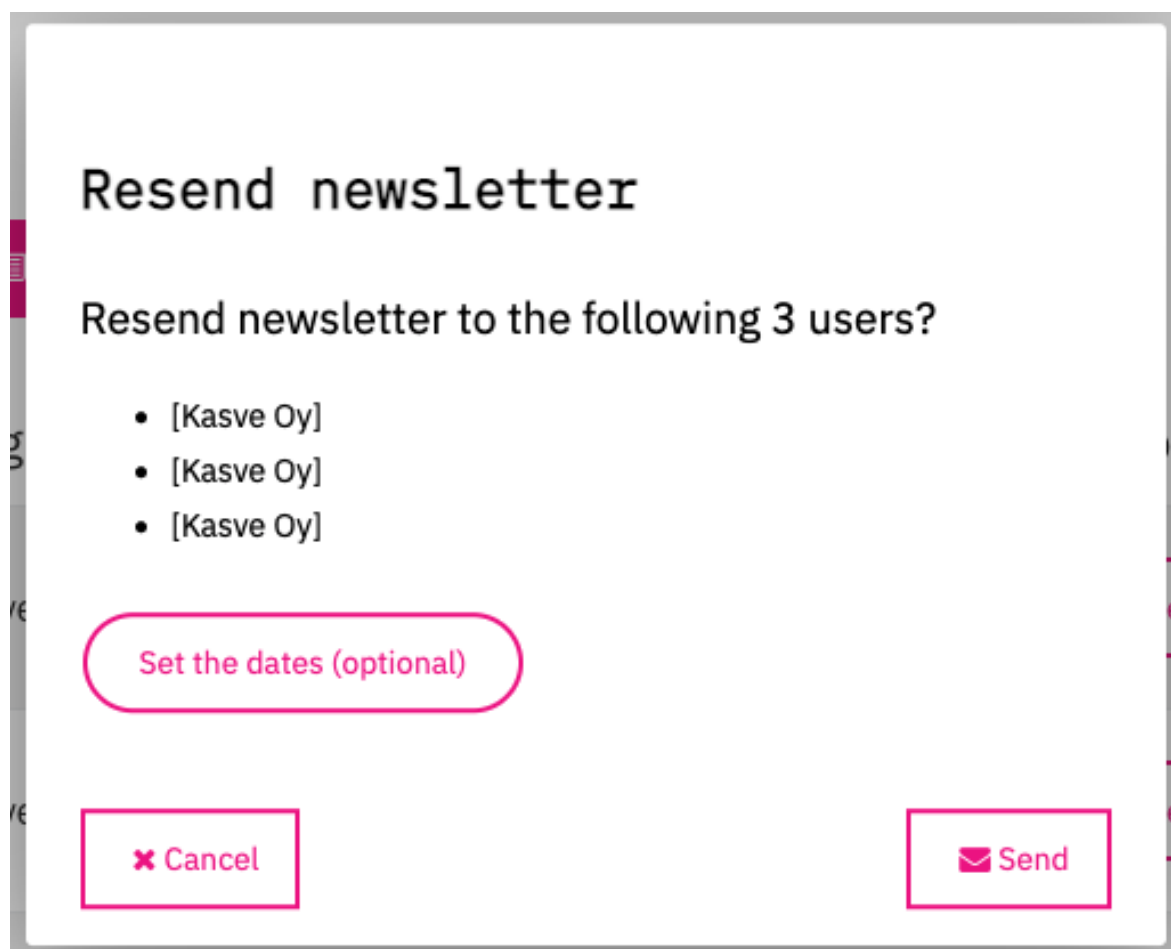 Resend newsletter
Resend newsletter to the following 3 users?
• [Kasve Oy]
• [Kasve Oy]
• [Kasve Oy]
Set the dates (optional)
Cancel
Send